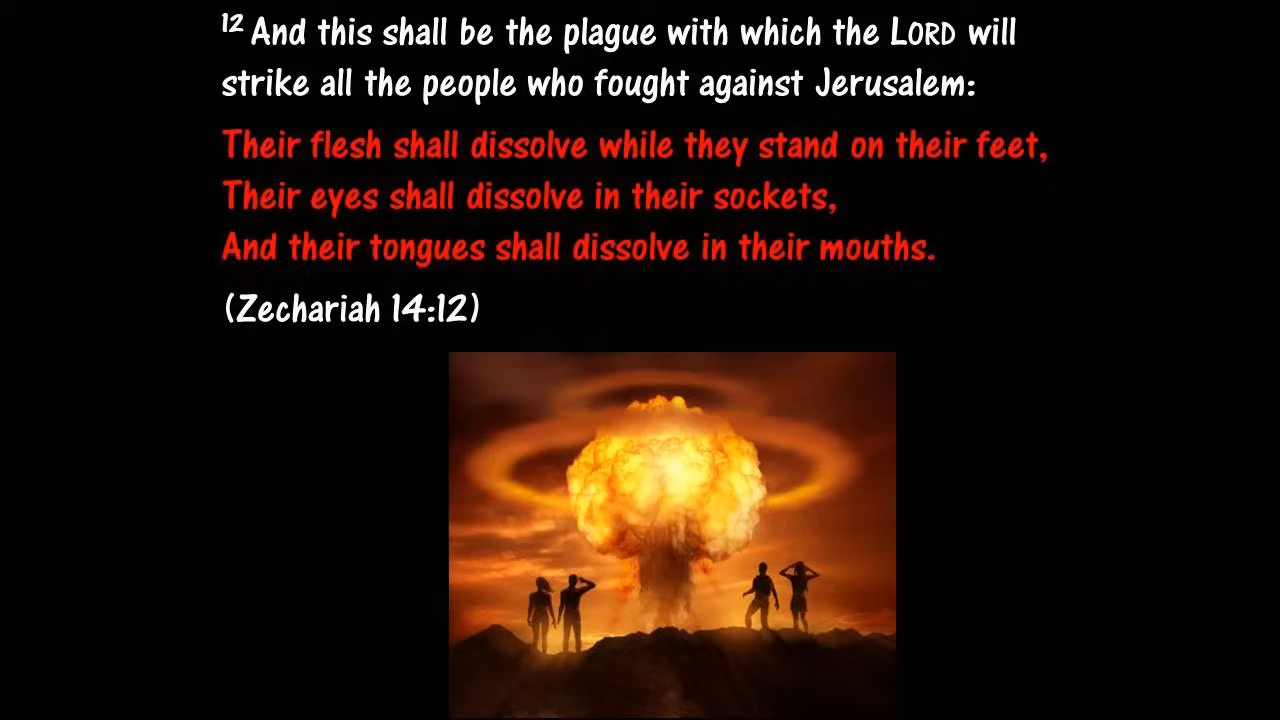 12 And this shall be the plague with which the LORD will
strike all the people who fought against Jerusalem:
Their flesh shall dissolve while they stand on their feet,
Their eyes shall dissolve in their sockets,
And their tongues shall dissolve in their mouths.
(Zechariah 14:12)